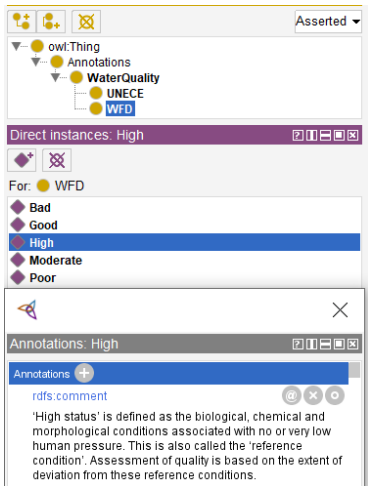 Asserted
owl:Thing
Annotations
WaterQuality
UNECE
WFD
Direct instances: High
For: WFD
Bad
Good
High
Moderate
Poor
Annotations: High
Annotations
rdfs:comment
'High status' is defined as the biological, chemical and
morphological conditions associated with no or very low
human pressure. This is also called the 'reference
condition'. Assessment of quality is based on the extent of
deviation from these reference conditions.